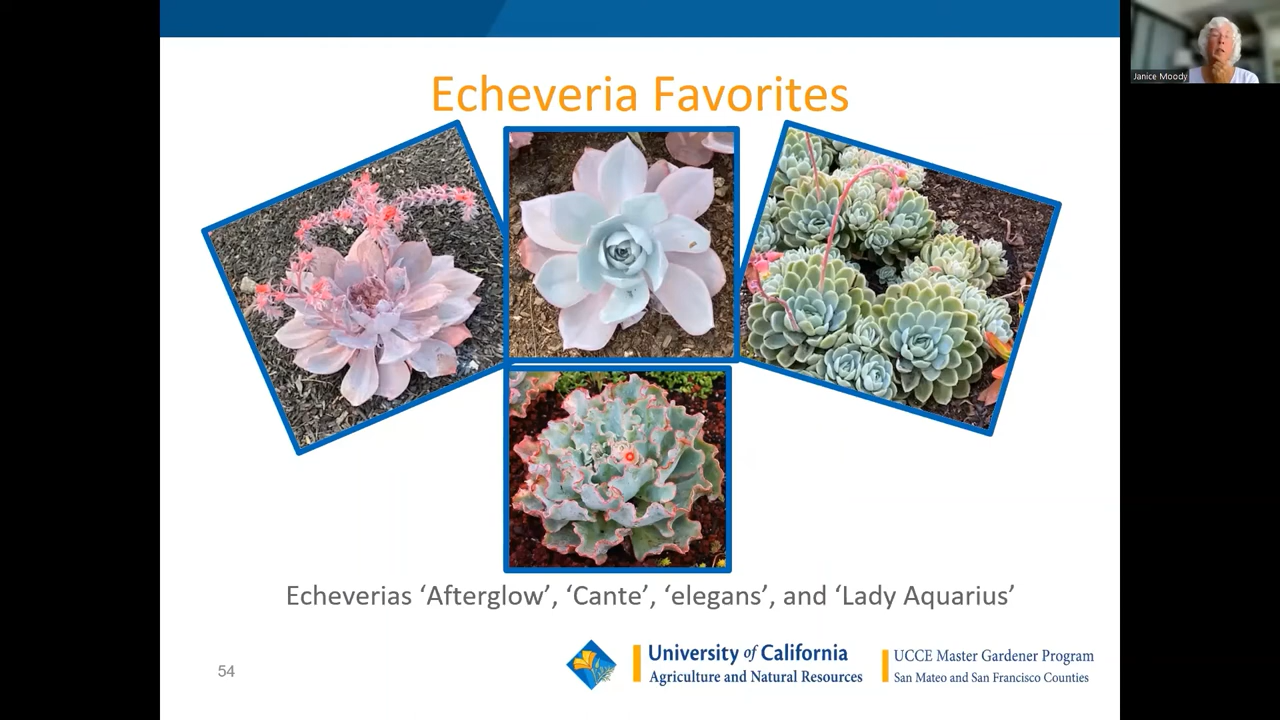 Echeveria Favorites
Janice Moody
Echeverias ‘Afterglow’, ‘Cante’, ‘elegans’, and ‘Lady Aquarius’
54
University of California
Agriculture and Natural Resources
UCCE Master Gardener Program
San Mateo and San Francisco Counties